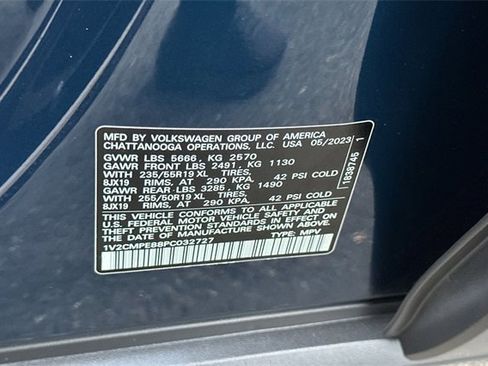 MFD BY VOLKSWAGEN GROUP OF AMERICA
CHATTANOOGA OPERATIONS, LLC. USA 05/2023
GVWR LBS 5666, KG 2570
GAWR FRONT LBS 2491, KG 1130
WITH 235/55R19 XL TIRES,
8JX19 RIMS, AT 290 KPA. 42 PSI COLD
GAWR REAR LBS 3285, KG 1490
WITH 255/50R19 XL TIRES,
8JX19 RIMS, AT 290 KPA. 42 PSI COLD
THIS VEHICLE CONFORMS TO ALL APPLICABLE
U.S. FEDERAL MOTOR VEHICLE SAFETY AND
THEFT PREVENTION STANDARDS IN EFFECT ON
THE DATE OF MANUFACTURE SHOWN ABOVE.
1V2CMPE88PC032727 TYPE: MPV
1838745 1